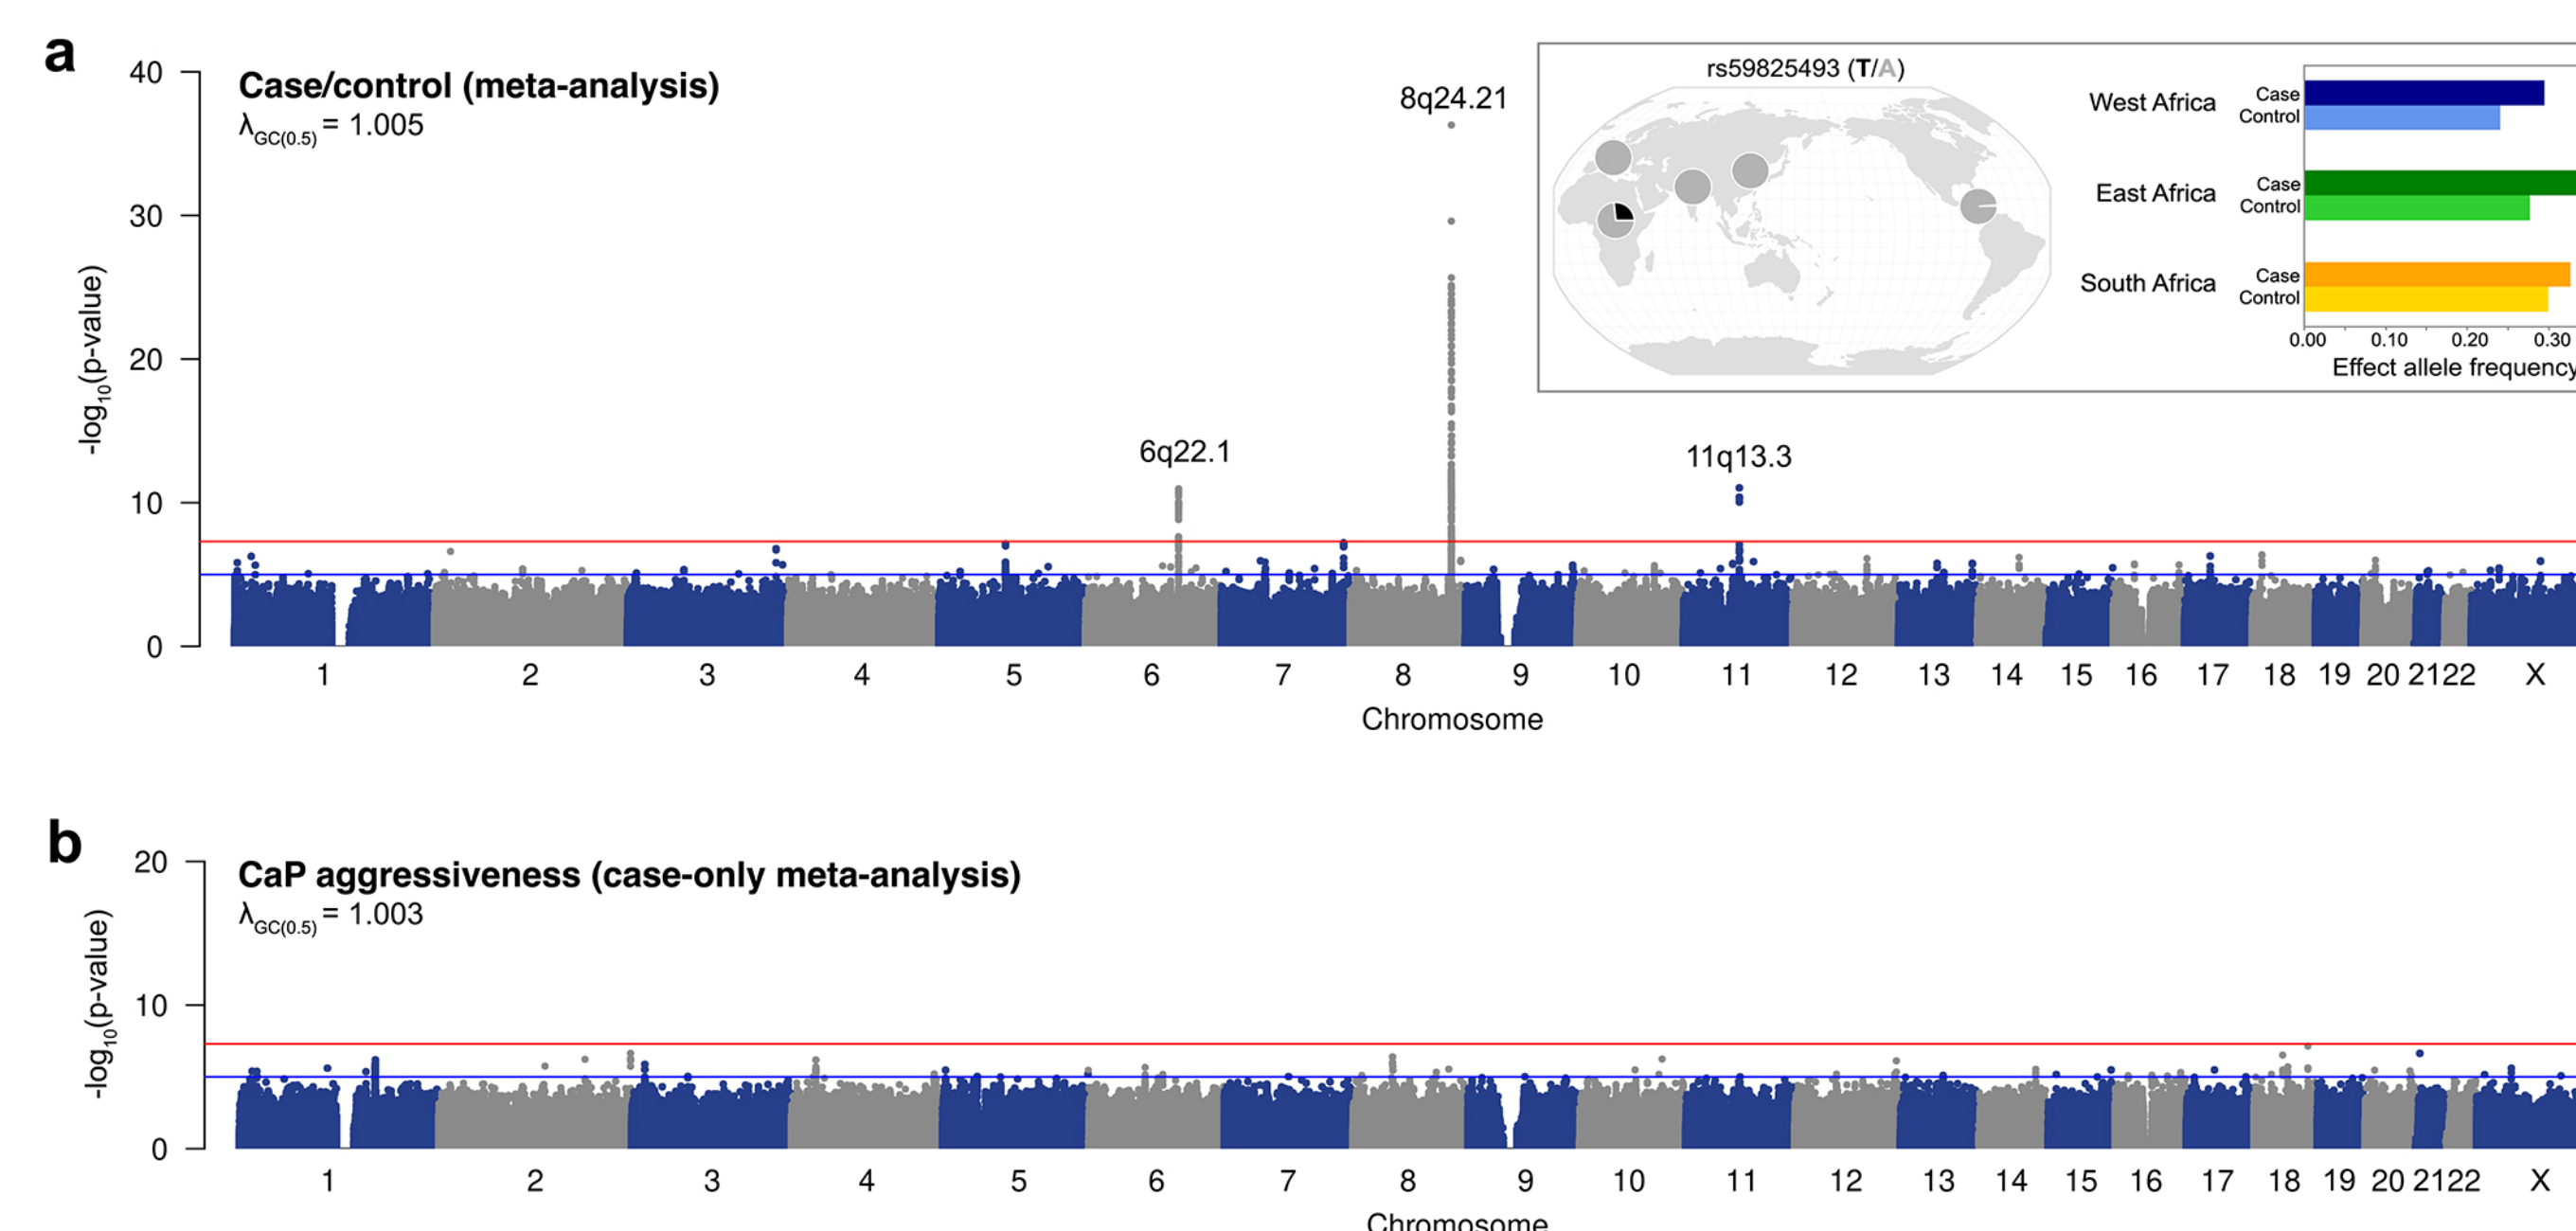 a
Case/control (meta-analysis)
λGC(0.5) = 1.005
40
30
20
10
0
-log10(p-value)
6q22.1
8q24.21
11q13.3
rs59825493 (T/A)
West Africa
Case
Control
East Africa
Case
Control
South Africa
Case
Control
0.00 0.10 0.20 0.30
Effect allele frequency
1 2 3 4 5 6 7 8 9 10 11 12 13 14 15 16 17 18 19 20 21 22 X
Chromosome
b
CaP aggressiveness (case-only meta-analysis)
λGC(0.5) = 1.003
20
10
0
-log10(p-value)
1 2 3 4 5 6 7 8 9 10 11 12 13 14 15 16 17 18 19 20 21 22 X
Chromosome